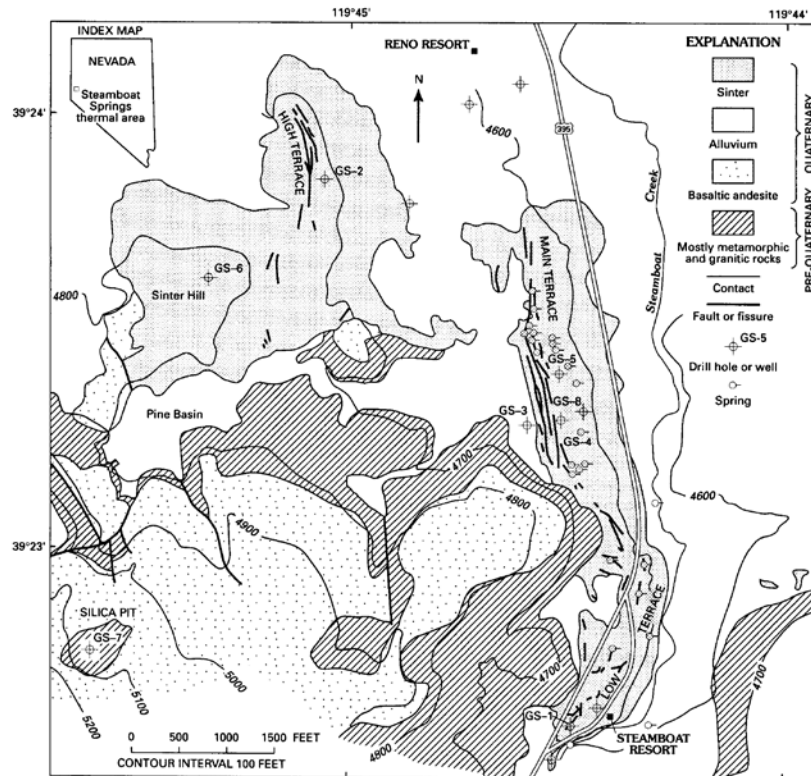 119°45'
119°44'
INDEX MAP
NEVADA
Steamboat
Springs
thermal area
39°24'
RENO RESORT
N
4600
395
HIGH TERRACE
GS-2
GS-6
Sinter Hill
4800
MAIN TERRACE
Creek
Steamboat
GS-5
GS-8
GS-3
GS-4
Pine Basin
4700
4800
4900
4600
39°23'
SILICA PIT
GS-7
5000
5100
5200
4700
4800
LOW TERRACE
GS-1
STEAMBOAT
RESORT
4700
0 500 1000 1500 FEET
CONTOUR INTERVAL 100 FEET
EXPLANATION
Sinter
Alluvium
Basaltic andesite
Mostly metamorphic
and granitic rocks
QUATERNARY
PRE-QUATERNARY
Contact
Fault or fissure
GS-5
Drill hole or well
Spring